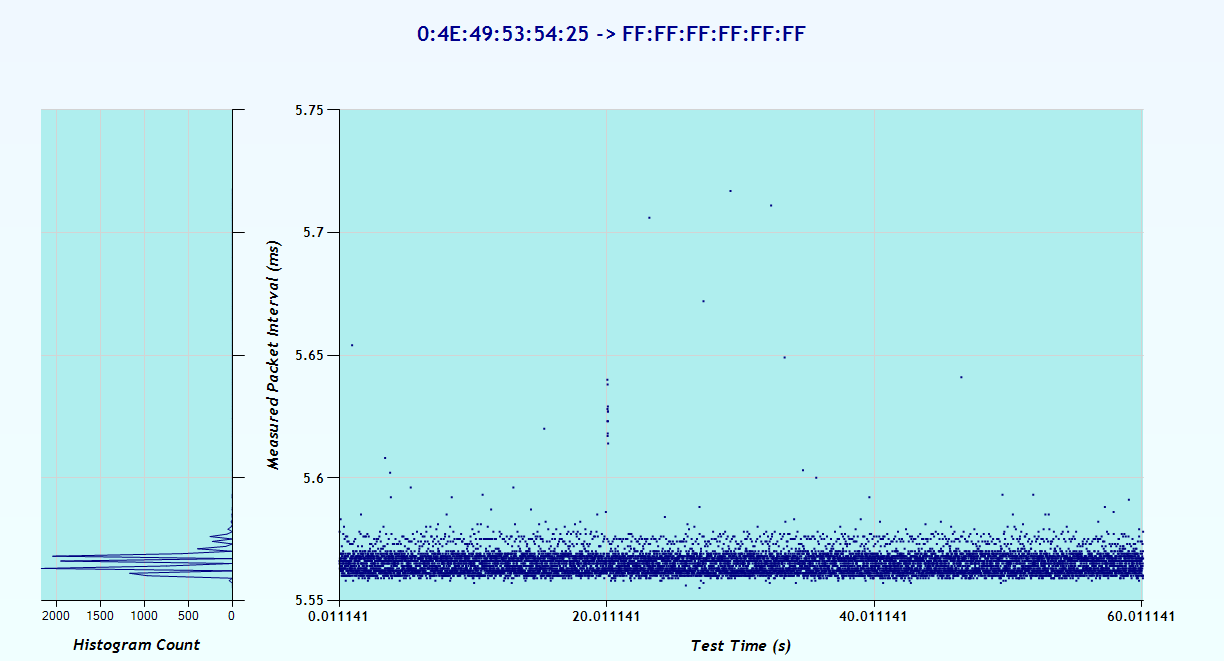 0:4E:49:53:54:25 -> FF:FF:FF:FF:FF:FF
5.75
5.7
5.65
5.6
5.55
Measured Packet Interval (ms)
2000 1500 1000 500 0
Histogram Count
0.011141 20.011141 40.011141 60.011141
Test Time (s)